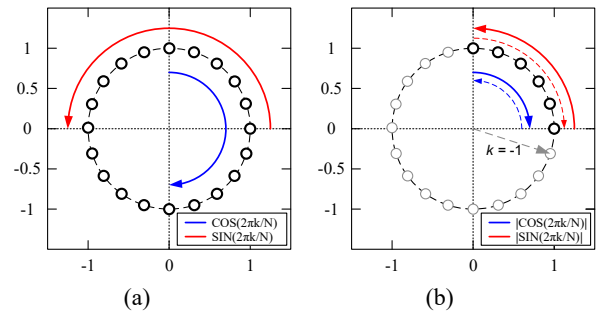 1
0.5
0
-0.5
-1
-1
0
1
COS(2πk/N)
SIN(2πk/N)
(a)
1
0.5
0
-0.5
-1
-1
0
1
k = -1
|COS(2πk/N)|
|SIN(2πk/N)|
(b)